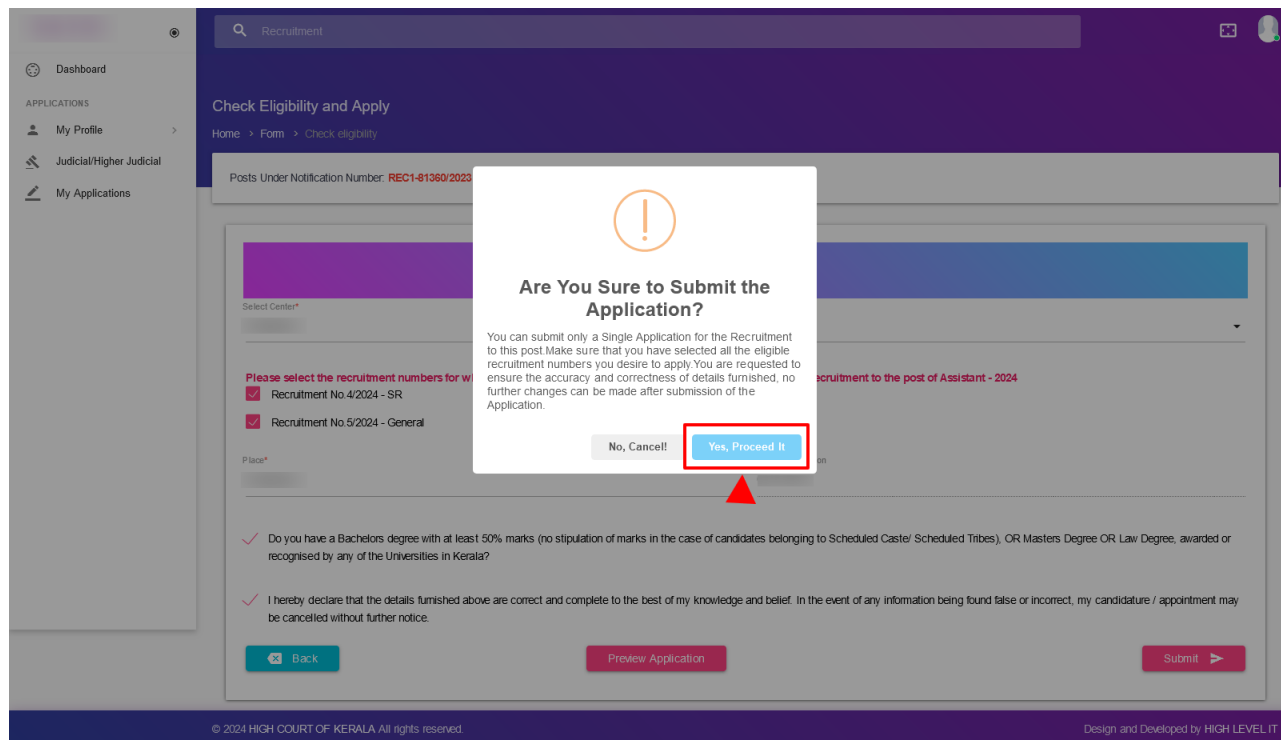 Recruitment
Dashboard
APPLICATIONS
My Profile
Judicial/Higher Judicial
My Applications
Check Eligibility and Apply
Home > Form > Check eligibility
Posts Under Notification Number: REC1-81360/2023
Are You Sure to Submit the
Application?
You can submit only a Single Application for the Recruitment
to this post.Make sure that you have selected all the eligible
recruitment numbers you desire to apply.You are requested to
ensure the accuracy and correctness of details furnished, no
further changes can be made after submission of the
Application.
No, Cancel! Yes, Proceed It
Select Center*
Please select the recruitment numbers for wh ecruitment to the post of Assistant - 2024
Recruitment No.4/2024 - SR
Recruitment No.5/2024 - General
Place* on
Do you have a Bachelors degree with at least 50% marks (no stipulation of marks in the case of candidates belonging to Scheduled Caste/ Scheduled Tribes), OR Masters Degree OR Law Degree, awarded or
recognised by any of the Universities in Kerala?
I hereby declare that the details furnished above are correct and complete to the best of my knowledge and belief. In the event of any information being found false or incorrect, my candidature / appointment may
be cancelled without further notice.
Back Preview Application Submit
© 2024 HIGH COURT OF KERALA All rights reserved. Design and Developed by HIGH LEVEL IT